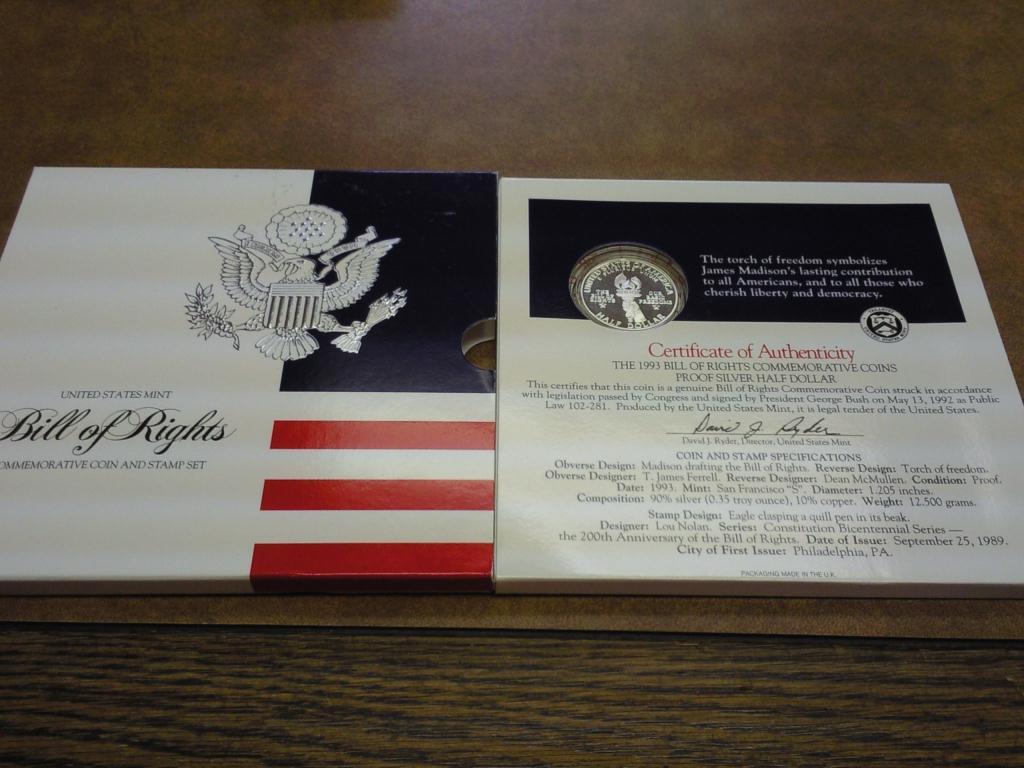 UNITED STATES MINT
Bill of Rights
OMMEMORATIVE COIN AND STAMP SET
UNITED STATES OF AMERICA
HALF DOLLAR
The torch of freedom symbolizes
James Madison's lasting contribution
to all Americans, and to all those who
cherish liberty and democracy.
Certificate of Authenticity
THE 1993 BILL OF RIGHTS COMMEMORATIVE COINS
PROOF SILVER HALF DOLLAR
This certifies that this coin is a genuine Bill of Rights Commemorative Coin struck in accordance
with legislation passed by Congress and signed by President George Bush on May 13, 1992 as Public
Law 102-281. Produced by the United States Mint, it is legal tender of the United States.
David J. Ryder
David J. Ryder, Director, United States Mint
COIN AND STAMP SPECIFICATIONS
Obverse Design: Madison drafting the Bill of Rights. Reverse Design: Torch of freedom.
Obverse Designer: T. James Ferrell. Reverse Designer: Dean McMullen. Condition: Proof.
Date: 1993. Mint: San Francisco "S". Diameter: 1.205 inches.
Composition: 90% silver (0.35 troy ounce), 10% copper. Weight: 12.500 grams.
Stamp Design: Eagle clasping a quill pen in its beak.
Designer: Lou Nolan. Series: Constitution Bicentennial Series —
the 200th Anniversary of the Bill of Rights. Date of Issue: September 25, 1989.
City of First Issue: Philadelphia, PA.
PACKAGING MADE IN THE U.K.